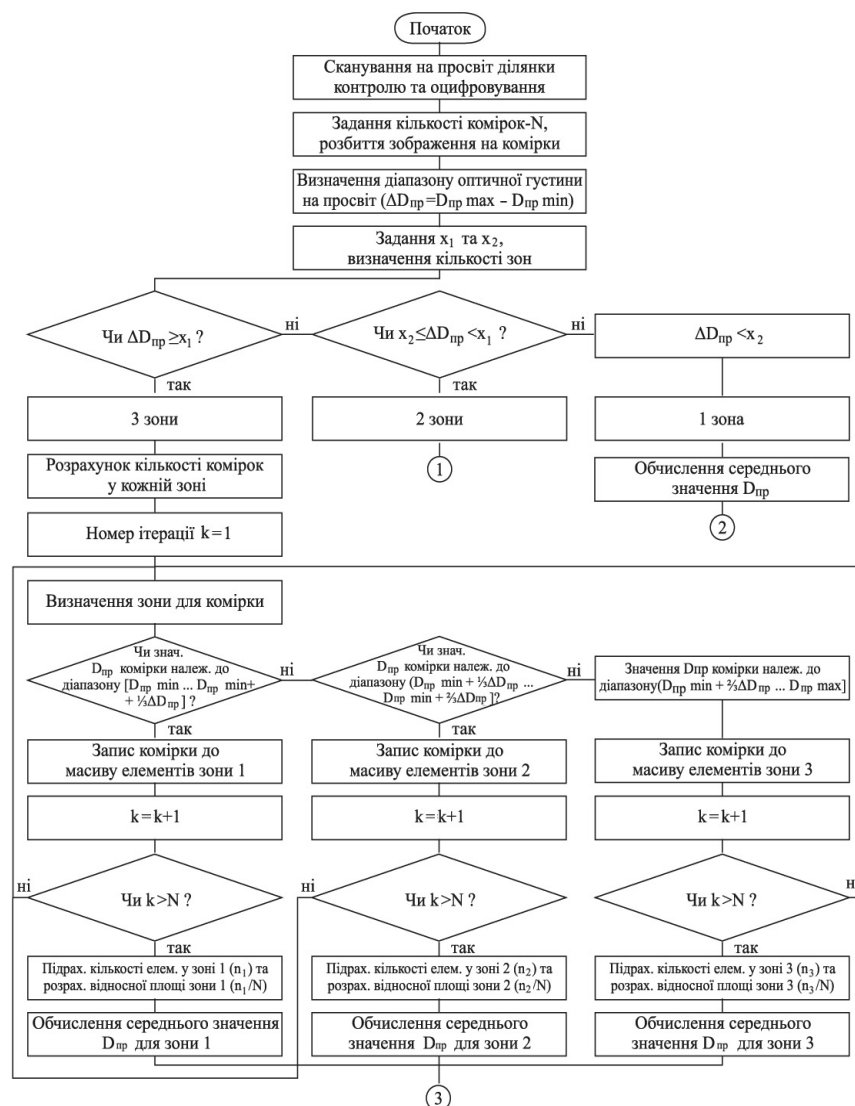 Початок
Сканування на просвіт ділянки
контролю та оцифровування
Задання кількості комірок-N,
розбиття зображення на комірки
Визначення діапазону оптичної густини
на просвіт (ΔDпр=Dпр max – Dпр min)
Задання x₁ та x₂,
визначення кількості зон
Чи ΔDпр≥x₁ ?
ні
Чи x₂≤ΔDпр<x₁ ?
ні
ΔDпр<x₂
так
так
3 зони
2 зони
1 зона
Розрахунок кількості комірок
у кожній зоні
1
Обчислення середнього
значення Dпр
2
Номер ітерації k=1
Визначення зони для комірки
Чи знач.
Dпр комірки належ. до
діапазону [Dпр min ... Dпр min+
+ ⅓ΔDпр] ?
ні
Чи знач.
Dпр комірки належ. до
діапазону (Dпр min + ⅓ΔDпр ...
Dпр min + ⅔ΔDпр]?
ні
Значення Dпр комірки належ. до
діапазону(Dпр min + ⅔ΔDпр ... Dпр max]
так
так
Запис комірки до
масиву елементів зони 1
Запис комірки до
масиву елементів зони 2
Запис комірки до
масиву елементів зони 3
k=k+1
k=k+1
k=k+1
ні
Чи k>N ?
ні
Чи k>N ?
Чи k>N ?
ні
так
так
так
Підрах. кількості елем. у зоні 1 (n₁) та
розрах. відносної площі зони 1 (n₁/N)
Підрах. кількості елем. у зоні 2 (n₂) та
розрах. відносної площі зони 2 (n₂/N)
Підрах. кількості елем. у зоні 3 (n₃) та
розрах. відносної площі зони 3 (n₃/N)
Обчислення середнього значення
Dпр для зони 1
Обчислення середнього
значення Dпр для зони 2
Обчислення середнього
значення Dпр для зони 3
3